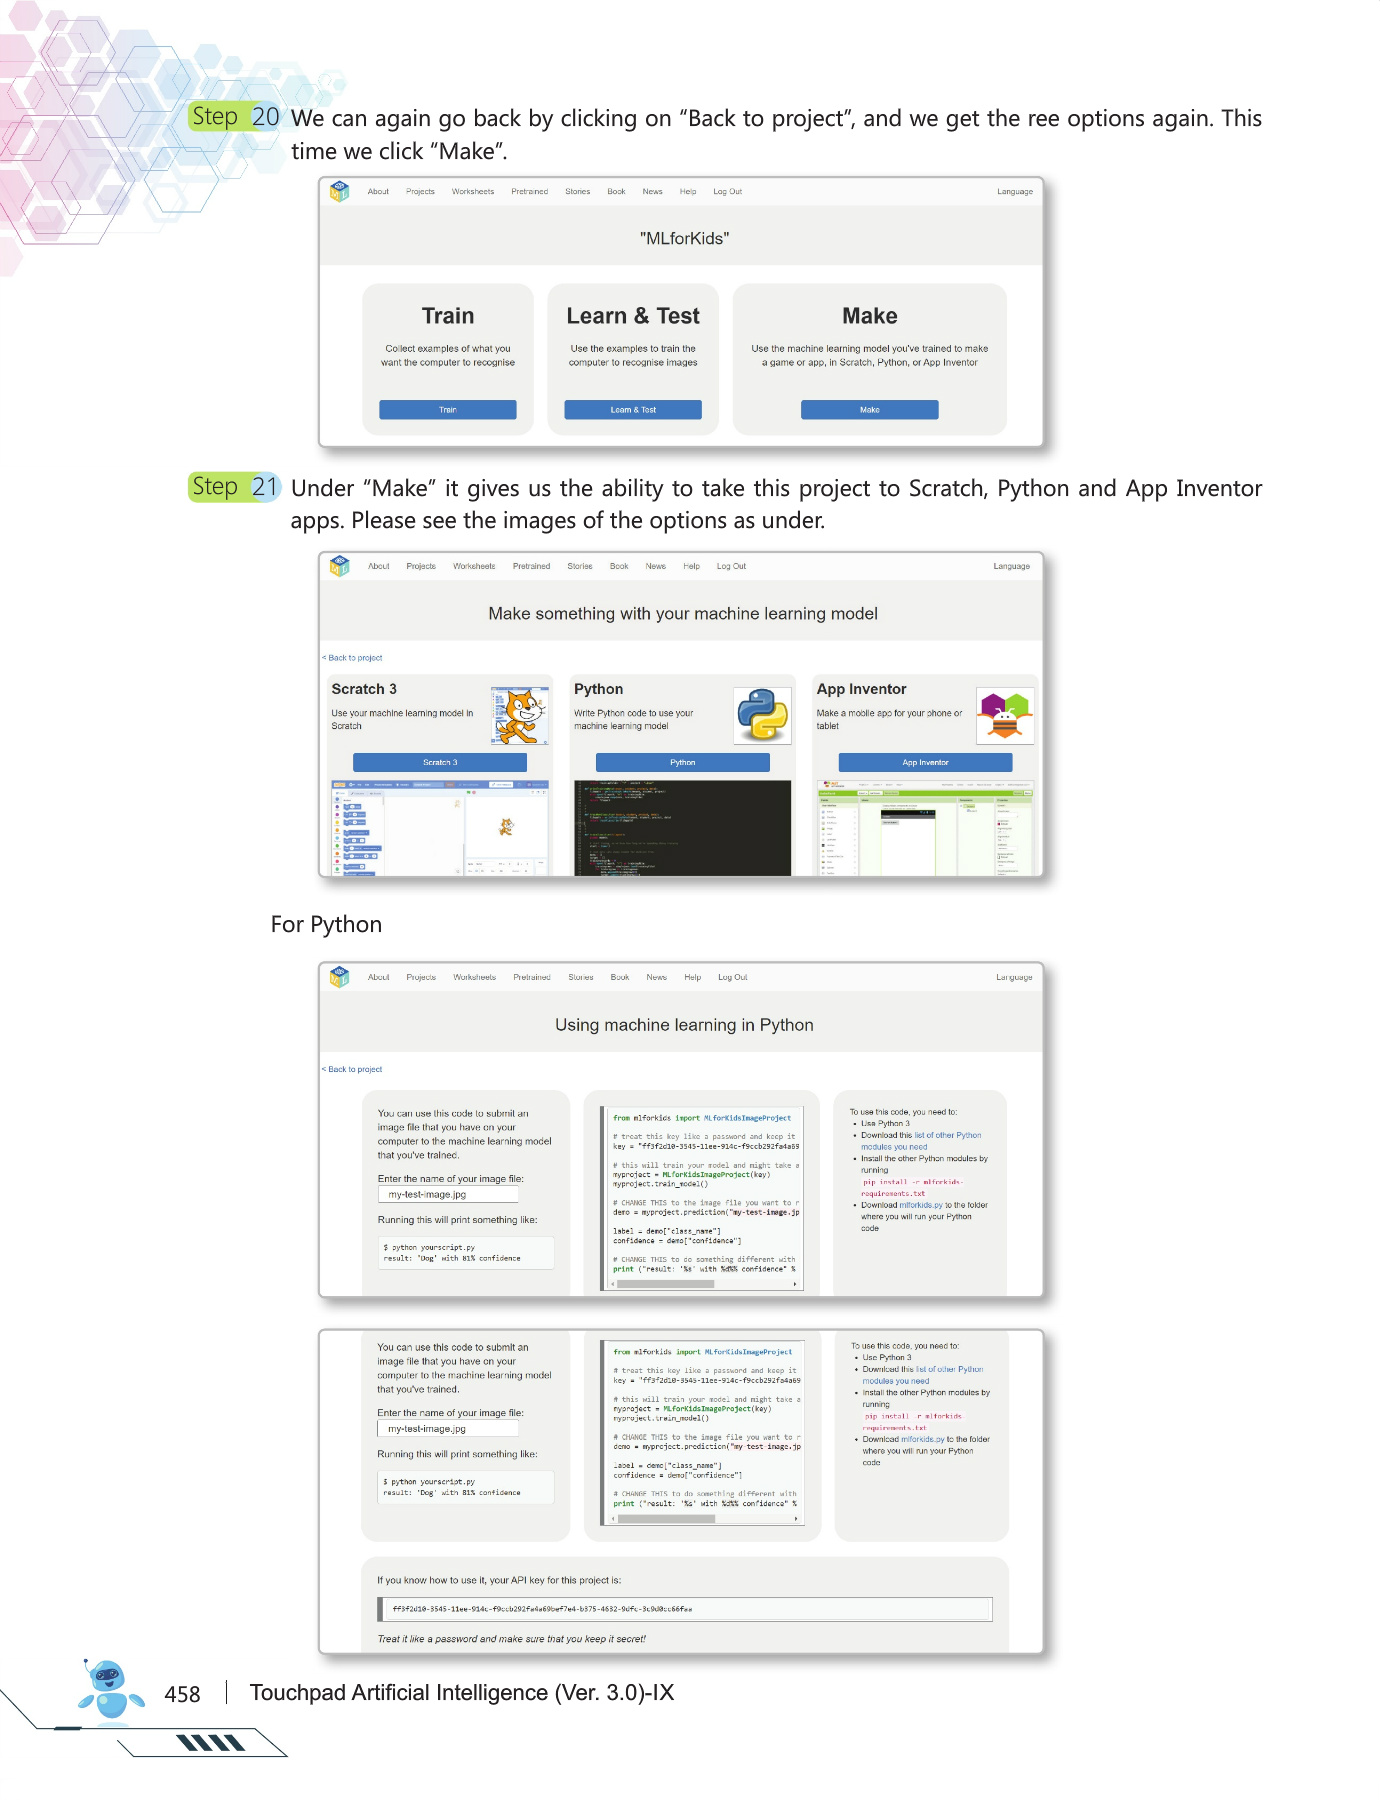 Step 20 We can again go back by clicking on “Back to project”, and we get the ree options again. This
time we click “Make”.
About Projects Worksheets Pretrained Stories Book News Help Log Out Language
"MLforKids"
Train
Collect examples of what you
want the computer to recognise
Train
Learn & Test
Use the examples to train the
computer to recognise images
Learn & Test
Make
Use the machine learning model you've trained to make
a game or app, in Scratch, Python, or App Inventor
Make
Step 21 Under “Make” it gives us the ability to take this project to Scratch, Python and App Inventor
apps. Please see the images of the options as under.
About Projects Worksheets Pretrained Stories Book News Help Log Out Language
Make something with your machine learning model
< Back to project
Scratch 3
Use your machine learning model in
Scratch
Scratch 3
Python
Write Python code to use your
machine learning model
Python
App Inventor
Make a mobile app for your phone or
tablet
App Inventor
For Python
About Projects Worksheets Pretrained Stories Book News Help Log Out Language
Using machine learning in Python
< Back to project
You can use this code to submit an
image file that you have on your
computer to the machine learning model
that you've trained.
Enter the name of your image file:
my-test-image.jpg
Running this will print something like:
$ python yourscript.py
result: 'Dog' with 81% confidence
from mlforkids import MLforKidsImageProject
# treat this key like a password and keep it
key = "ff3f2d10-3545-11ee-914c-f9ccb292fa4a69
# this will train your model and might take a
myproject = MLforKidsImageProject(key)
myproject.train_model()
# CHANGE THIS to the image file you want to r
demo = myproject.prediction("my-test-image.jp
label = demo["class_name"]
confidence = demo["confidence"]
# CHANGE THIS to do something different with
print ("result: '%s' with %d%% confidence" %
To use this code, you need to:
• Use Python 3
• Download this list of other Python
modules you need
• Install the other Python modules by
running
pip install -r mlforkids-
requirements.txt
• Download mlforkids.py to the folder
where you will run your Python
code
You can use this code to submit an
image file that you have on your
computer to the machine learning model
that you've trained.
Enter the name of your image file:
my-test-image.jpg
Running this will print something like:
$ python yourscript.py
result: 'Dog' with 81% confidence
from mlforkids import MLforKidsImageProject
# treat this key like a password and keep it
key = "ff3f2d10-3545-11ee-914c-f9ccb292fa4a69
# this will train your model and might take a
myproject = MLforKidsImageProject(key)
myproject.train_model()
# CHANGE THIS to the image file you want to r
demo = myproject.prediction("my-test-image.jp
label = demo["class_name"]
confidence = demo["confidence"]
# CHANGE THIS to do something different with
print ("result: '%s' with %d%% confidence" %
To use this code, you need to:
• Use Python 3
• Download this list of other Python
modules you need
• Install the other Python modules by
running
pip install -r mlforkids-
requirements.txt
• Download mlforkids.py to the folder
where you will run your Python
code
If you know how to use it, your API key for this project is:
ff3f2d10-3545-11ee-914c-f9ccb292fa4a69bef7e4-b375-4632-9dfc-3c9d0cc66faa
Treat it like a password and make sure that you keep it secret!
458 | Touchpad Artificial Intelligence (Ver. 3.0)-IX